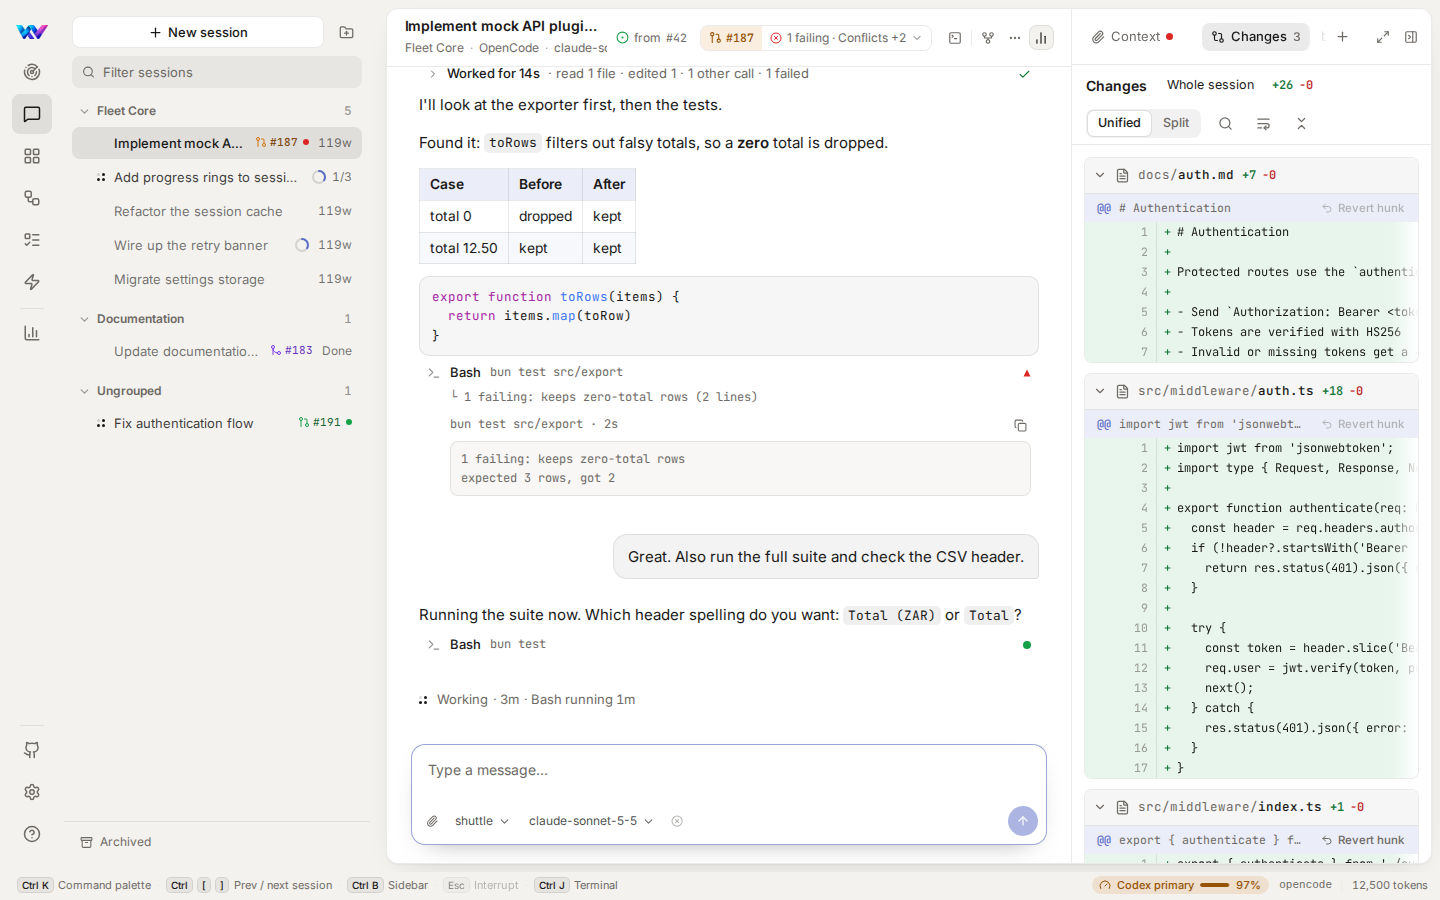 New session
Filter sessions
Fleet Core 5
Implement mock A... #187 119w
Add progress rings to sessi... 1/3
Refactor the session cache 119w
Wire up the retry banner 119w
Migrate settings storage 119w
Documentation 1
Update documentatio... #183 Done
Ungrouped 1
Fix authentication flow #191
Archived
Implement mock API plugi...
Fleet Core · OpenCode · claude-sc
from #42
#187
1 failing · Conflicts +2
Worked for 14s · read 1 file · edited 1 · 1 other call · 1 failed
I'll look at the exporter first, then the tests.
Found it: toRows filters out falsy totals, so a zero total is dropped.
Case Before After
total 0 dropped kept
total 12.50 kept kept
export function toRows(items) {
return items.map(toRow)
}
Bash bun test src/export
└ 1 failing: keeps zero-total rows (2 lines)
bun test src/export · 2s
1 failing: keeps zero-total rows
expected 3 rows, got 2
Great. Also run the full suite and check the CSV header.
Running the suite now. Which header spelling do you want: Total (ZAR) or Total?
Bash bun test
Working · 3m · Bash running 1m
Type a message...
shuttle claude-sonnet-5-5
Context
Changes 3
Changes Whole session +26 -0
Unified Split
docs/auth.md +7 -0
@@ # Authentication Revert hunk
1 + # Authentication
2 +
3 + Protected routes use the `authenti
4 +
5 + - Send `Authorization: Bearer <tok
6 + - Tokens are verified with HS256
7 + - Invalid or missing tokens get a
src/middleware/auth.ts +18 -0
@@ import jwt from 'jsonwebt… Revert hunk
1 + import jwt from 'jsonwebtoken';
2 + import type { Request, Response, N
3 +
4 + export function authenticate(req:
5 + const header = req.headers.autho
6 + if (!header?.startsWith('Bearer
7 + return res.status(401).json({
8 + }
9 +
10 + try {
11 + const token = header.slice('Be
12 + req.user = jwt.verify(token, p
13 + next();
14 + } catch {
15 + res.status(401).json({ error:
16 + }
17 + }
src/middleware/index.ts +1 -0
@@ export { authenticate } f… Revert hunk
1 + export { authenticate } from
Ctrl K Command palette
Ctrl [ ] Prev / next session
Ctrl B Sidebar
Esc Interrupt
Ctrl J Terminal
Codex primary 97%
opencode
12,500 tokens